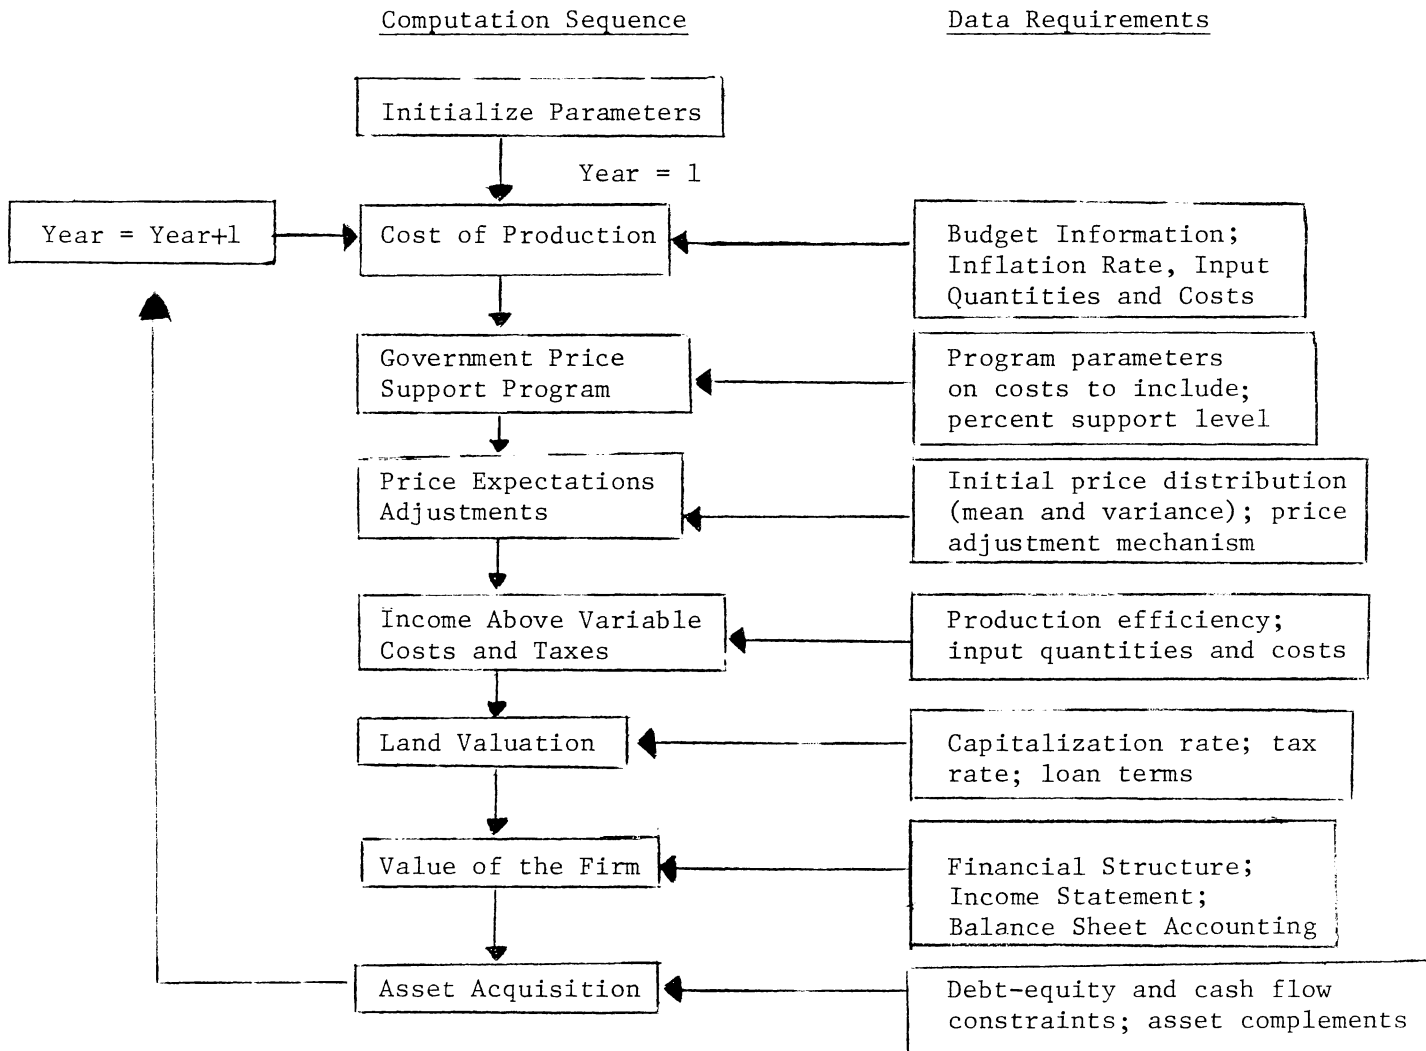 Computation Sequence
Data Requirements
Initialize Parameters
Year = 1
Year = Year+1
Cost of Production
Budget Information;
Inflation Rate, Input
Quantities and Costs
Government Price
Support Program
Program parameters
on costs to include;
percent support level
Price Expectations
Adjustments
Initial price distribution
(mean and variance); price
adjustment mechanism
Income Above Variable
Costs and Taxes
Production efficiency;
input quantities and costs
Land Valuation
Capitalization rate; tax
rate; loan terms
Value of the Firm
Financial Structure;
Income Statement;
Balance Sheet Accounting
Asset Acquisition
Debt-equity and cash flow
constraints; asset complements